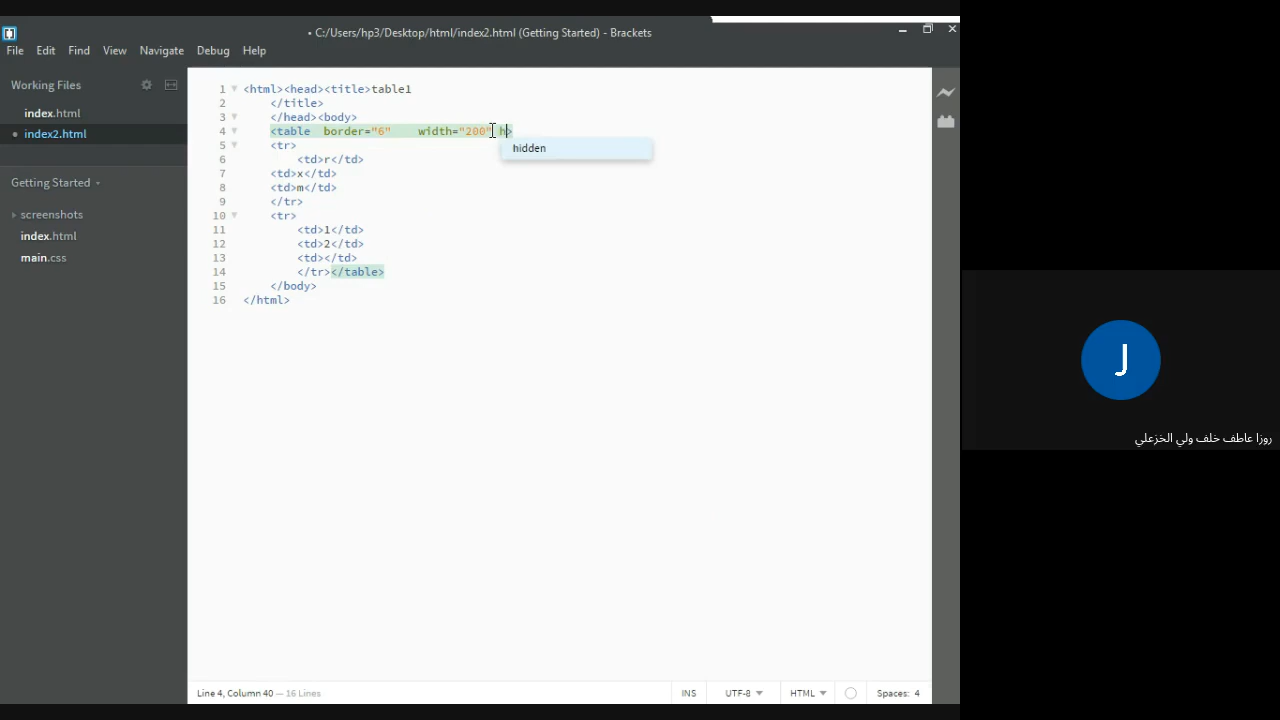 • C:/Users/hp3/Desktop/html/index2.html (Getting Started) - Brackets
File Edit Find View Navigate Debug Help
Working Files
index.html
• index2.html
Getting Started
screenshots
index.html
main.css
1 <html><head><title>table1
2 </title>
3 </head><body>
4 <table border="6" width="200" h>
hidden
5 <tr>
6 <td>r</td>
7 <td>x</td>
8 <td>m</td>
9 </tr>
10 <tr>
11 <td>1</td>
12 <td>2</td>
13 <td></td>
14 </tr></table>
15 </body>
16 </html>
Line 4, Column 40 — 16 Lines
INS UTF-8 HTML Spaces: 4
J
روزا عاطف خلف ولي الخزعلي